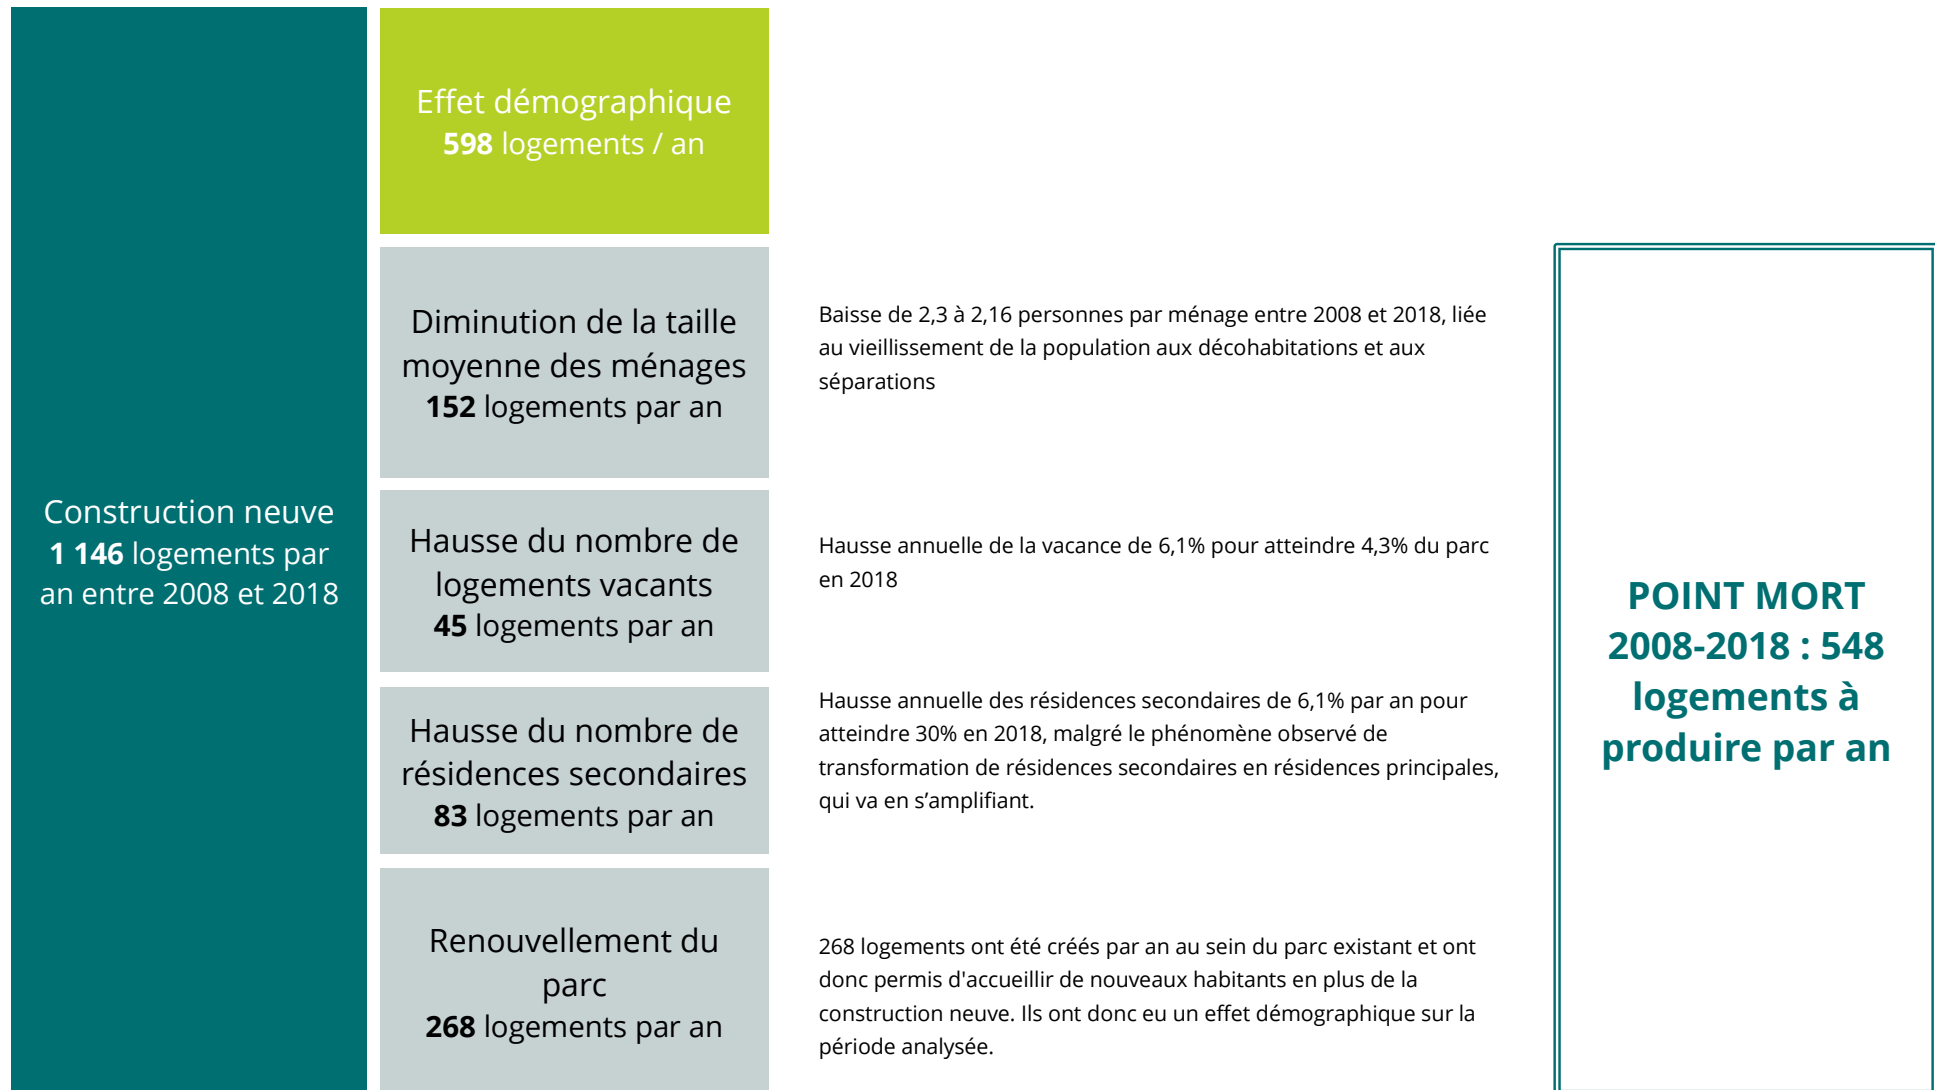 Construction neuve
1 146 logements par
an entre 2008 et 2018
Effet démographique
598 logements / an
Diminution de la taille
moyenne des ménages
152 logements par an
Baisse de 2,3 à 2,16 personnes par ménage entre 2008 et 2018, liée
au vieillissement de la population aux décohabitations et aux
séparations
Hausse du nombre de
logements vacants
45 logements par an
Hausse annuelle de la vacance de 6,1% pour atteindre 4,3% du parc
en 2018
Hausse du nombre de
résidences secondaires
83 logements par an
Hausse annuelle des résidences secondaires de 6,1% par an pour
atteindre 30% en 2018, malgré le phénomène observé de
transformation de résidences secondaires en résidences principales,
qui va en s’amplifiant.
Renouvellement du
parc
268 logements par an
268 logements ont été créés par an au sein du parc existant et ont
donc permis d'accueillir de nouveaux habitants en plus de la
construction neuve. Ils ont donc eu un effet démographique sur la
période analysée.
POINT MORT
2008-2018 : 548
logements à
produire par an